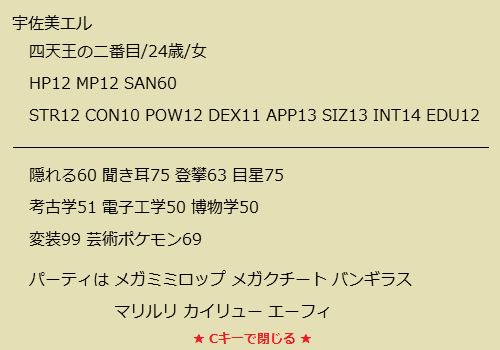 宇佐美エル
四天王の二番目/24歳/女
HP12 MP12 SAN60
STR12 CON10 POW12 DEX11 APP13 SIZ13 INT14 EDU12
隠れる60 聞き耳75 登攀63 目星75
考古学51 電子工学50 博物学50
変装99 芸術ポケモン69
パーティは メガミミロップ メガクチート バンギラス
マリルリ カイリュー エーフィ
★ Cキーで閉じる ★